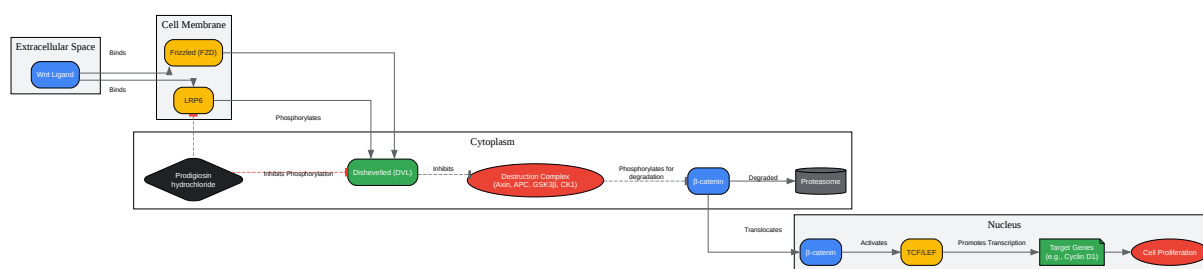 Cell Membrane
Extracellular Space
Binds
Frizzled (FZD)
Wnt Ligand
Binds
LRP6
Phosphorylates
Cytoplasm
Prodigiosin
hydrochloride
Inhibits Phosphorylation
Dishevelled (DVL)
Inhibits
Destruction Complex
(Axin, APC, GSK3β, CK1)
Phosphorylates for
degradation
β-catenin
Degraded
Proteasome
Translocates
Nucleus
β-catenin
Activates
TCF/LEF
Promotes Transcription
Target Genes
(e.g., Cyclin D1)
Cell Proliferation